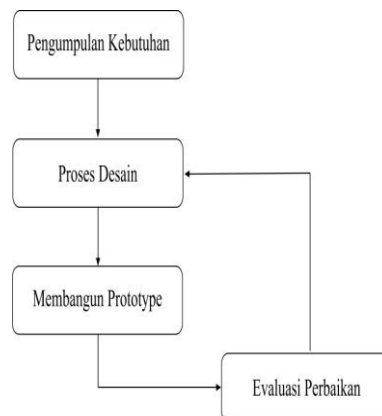 Pengumpulan Kebutuhan
Proses Desain
Membangun Prototype
Evaluasi Perbaikan